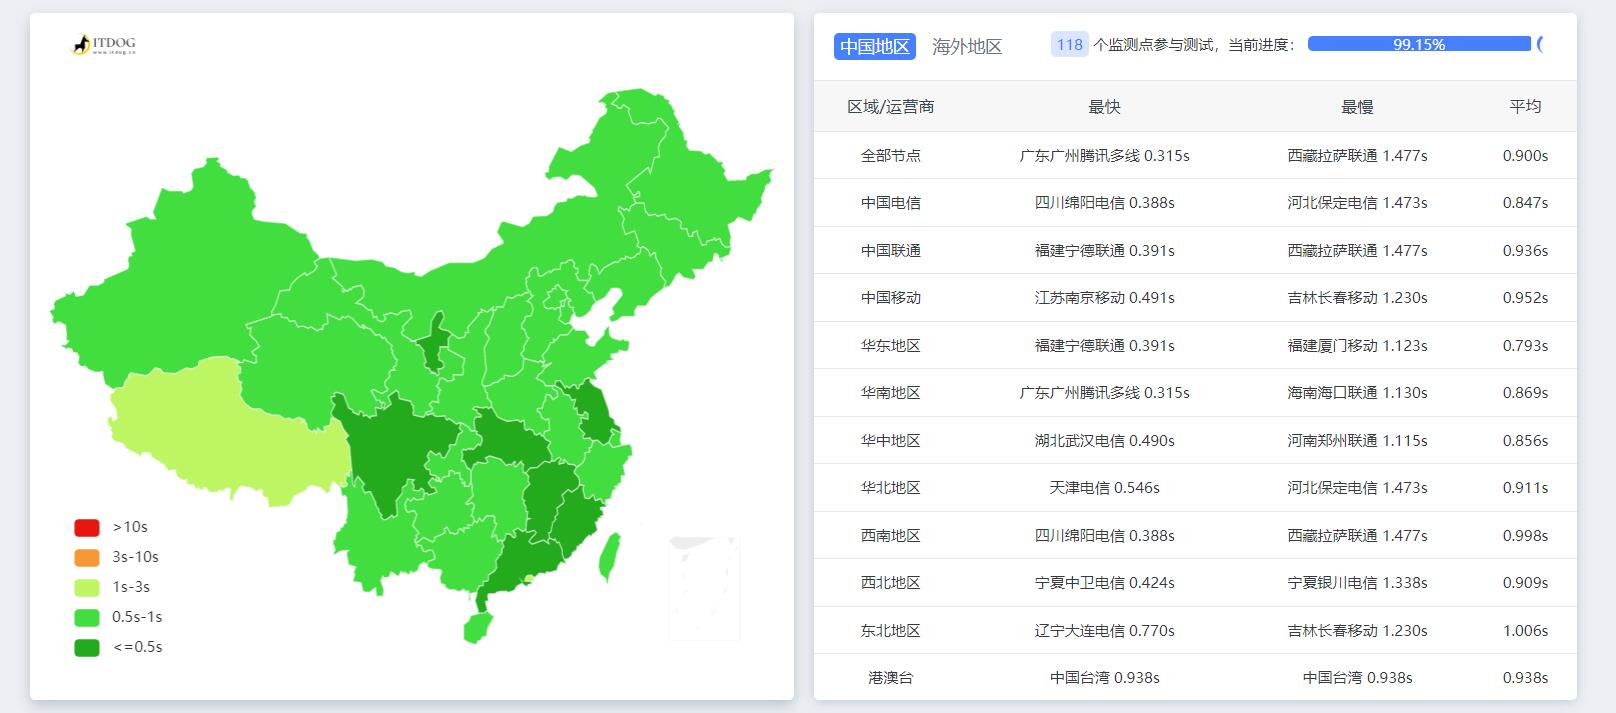 ITDOG
www.itdog.cn
>10s
3s-10s
1s-3s
0.5s-1s
<=0.5s
中国地区 海外地区 118 个监测点参与测试，当前进度： 99.15%
区域/运营商 最快 最慢 平均
全部节点 广东广州腾讯多线 0.315s 西藏拉萨联通 1.477s 0.900s
中国电信 四川绵阳电信 0.388s 河北保定电信 1.473s 0.847s
中国联通 福建宁德联通 0.391s 西藏拉萨联通 1.477s 0.936s
中国移动 江苏南京移动 0.491s 吉林长春移动 1.230s 0.952s
华东地区 福建宁德联通 0.391s 福建厦门移动 1.123s 0.793s
华南地区 广东广州腾讯多线 0.315s 海南海口联通 1.130s 0.869s
华中地区 湖北武汉电信 0.490s 河南郑州联通 1.115s 0.856s
华北地区 天津电信 0.546s 河北保定电信 1.473s 0.911s
西南地区 四川绵阳电信 0.388s 西藏拉萨联通 1.477s 0.998s
西北地区 宁夏中卫电信 0.424s 宁夏银川电信 1.338s 0.909s
东北地区 辽宁大连电信 0.770s 吉林长春移动 1.230s 1.006s
港澳台 中国台湾 0.938s 中国台湾 0.938s 0.938s